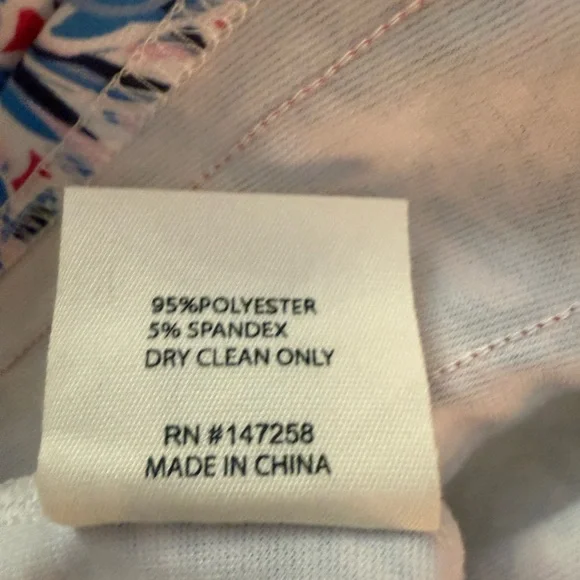 95%POLYESTER
5% SPANDEX
DRY CLEAN ONLY
RN #147258
MADE IN CHINA